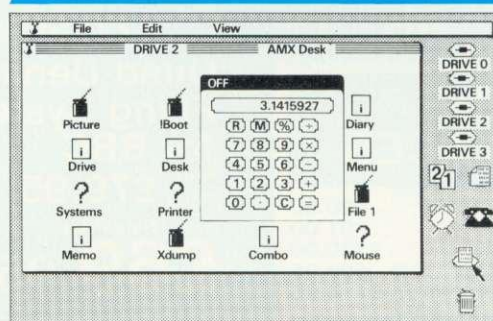 File Edit View
DRIVE 2 AMX Desk
OFF
3.1415927
R M % ÷
7 8 9 ×
4 5 6 −
1 2 3 +
0 · C =
Picture !Boot Diary
Drive Desk Menu
Systems Printer File 1
Memo Xdump Combo Mouse
DRIVE 0
DRIVE 1
DRIVE 2
DRIVE 3
21